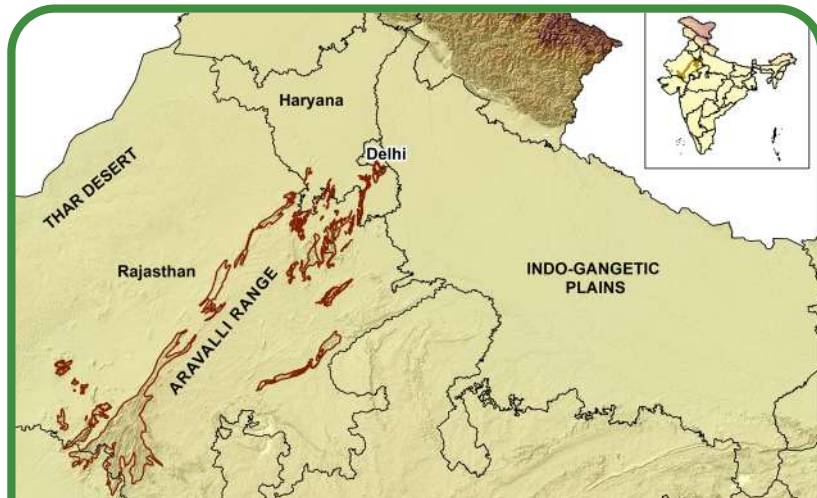 Haryana
Delhi
THAR DESERT
Rajasthan
ARAVALLI RANGE
INDO-GANGETIC
PLAINS